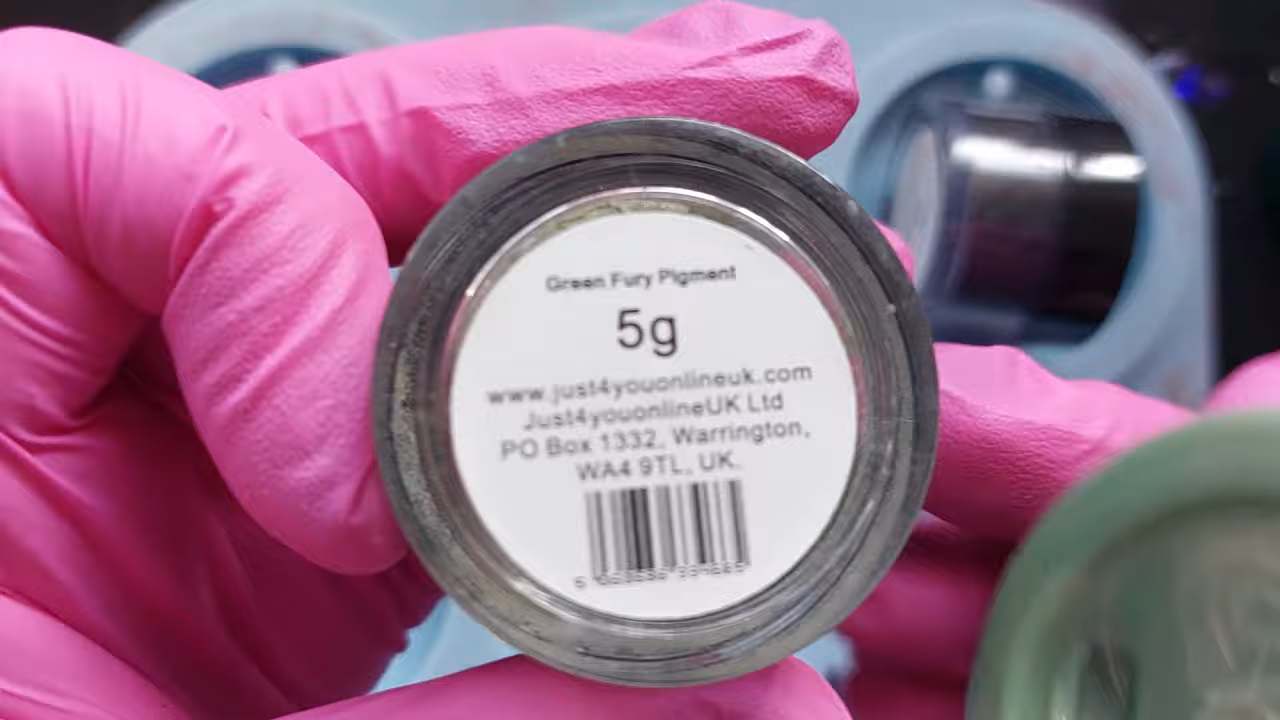 Green Fury Pigment
5g
www.just4youonlineuk.com
Just4youonlineUK Ltd
PO Box 1332, Warrington,
WA4 9TL, UK.